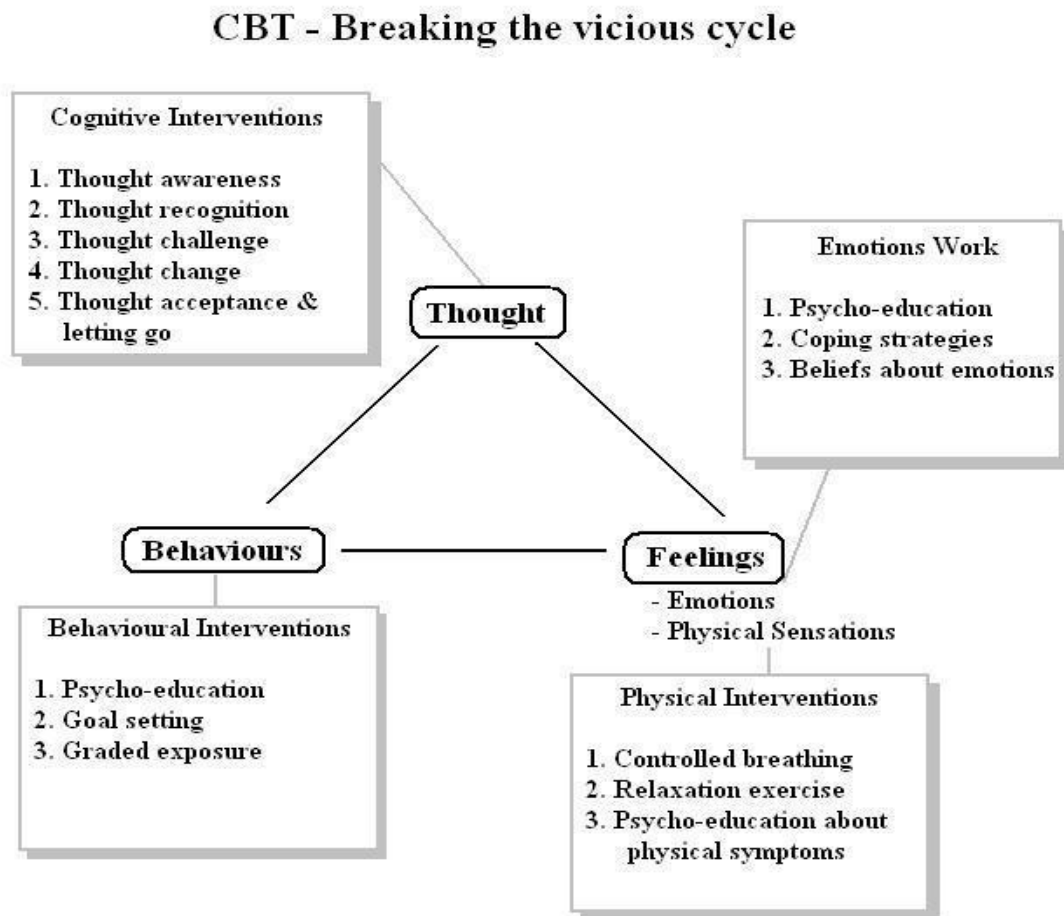 CBT - Breaking the vicious cycle
Cognitive Interventions
1. Thought awareness
2. Thought recognition
3. Thought challenge
4. Thought change
5. Thought acceptance &
letting go
Thought
Emotions Work
1. Psycho-education
2. Coping strategies
3. Beliefs about emotions
Behaviours
Behavioural Interventions
1. Psycho-education
2. Goal setting
3. Graded exposure
Feelings
- Emotions
- Physical Sensations
Physical Interventions
1. Controlled breathing
2. Relaxation exercise
3. Psycho-education about
physical symptoms